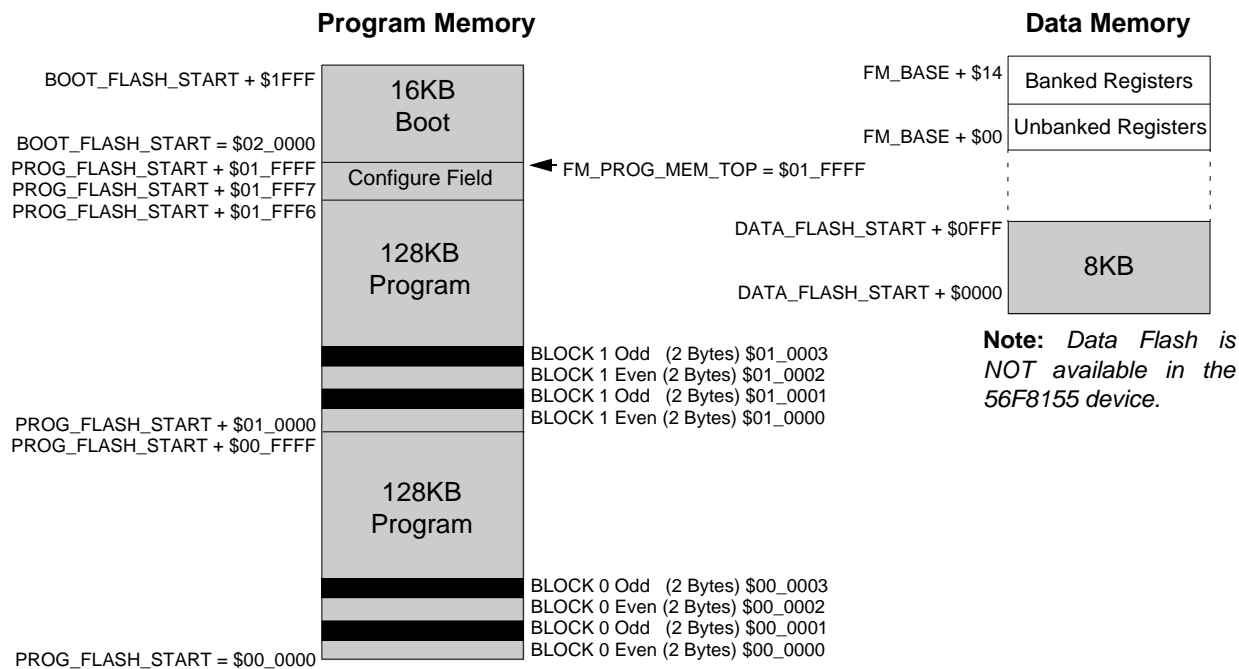 Program Memory
BOOT_FLASH_START + $1FFF
16KB
Boot
BOOT_FLASH_START = $02_0000
PROG_FLASH_START + $01_FFFF
PROG_FLASH_START + $01_FFF7
PROG_FLASH_START + $01_FFF6
Configure Field
FM_PROG_MEM_TOP = $01_FFFF
128KB
Program
BLOCK 1 Odd (2 Bytes) $01_0003
BLOCK 1 Even (2 Bytes) $01_0002
BLOCK 1 Odd (2 Bytes) $01_0001
BLOCK 1 Even (2 Bytes) $01_0000
PROG_FLASH_START + $01_0000
PROG_FLASH_START + $00_FFFF
128KB
Program
BLOCK 0 Odd (2 Bytes) $00_0003
BLOCK 0 Even (2 Bytes) $00_0002
BLOCK 0 Odd (2 Bytes) $00_0001
BLOCK 0 Even (2 Bytes) $00_0000
PROG_FLASH_START = $00_0000
Data Memory
FM_BASE + $14
Banked Registers
Unbanked Registers
FM_BASE + $00
DATA_FLASH_START + $0FFF
8KB
DATA_FLASH_START + $0000
Note: Data Flash is
NOT available in the
56F8155 device.